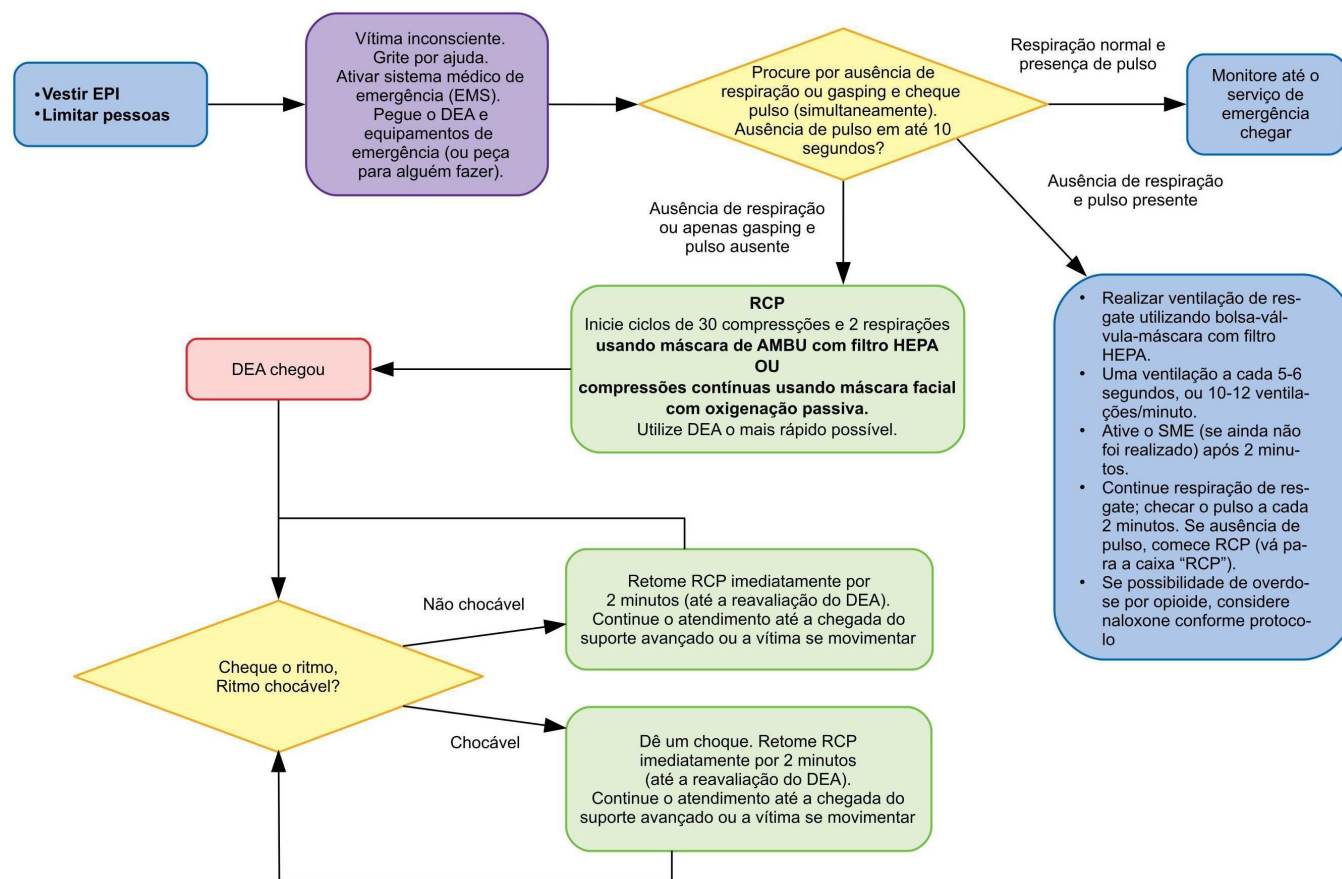 •Vestir EPI
•Limitar pessoas
Vítima inconsciente.
Grite por ajuda.
Ativar sistema médico de
emergência (EMS).
Pegue o DEA e
equipamentos de
emergência (ou peça
para alguém fazer).
Procure por ausência de
respiração ou gasping e cheque
pulso (simultaneamente).
Ausência de pulso em até 10
segundos?
Respiração normal e
presença de pulso
Monitore até o
serviço de
emergência
chegar
Ausência de respiração
e pulso presente
Ausência de respiração
ou apenas gasping e
pulso ausente
• Realizar ventilação de res-
gate utilizando bolsa-vál-
vula-máscara com filtro
HEPA.
• Uma ventilação a cada 5-6
segundos, ou 10-12 ventila-
ções/minuto.
• Ative o SME (se ainda não
foi realizado) após 2 minu-
tos.
• Continue respiração de res-
gate; checar o pulso a cada
2 minutos. Se ausência de
pulso, comece RCP (vá pa-
ra a caixa “RCP”).
• Se possibilidade de overdo-
se por opioide, considere
naloxone conforme protoco-
lo
RCP
Inicie ciclos de 30 compressções e 2 respirações
usando máscara de AMBU com filtro HEPA
OU
compressões contínuas usando máscara facial
com oxigenação passiva.
Utilize DEA o mais rápido possível.
DEA chegou
Cheque o ritmo,
Ritmo chocável?
Não chocável
Retome RCP imediatamente por
2 minutos (até a reavaliação do DEA).
Continue o atendimento até a chegada do
suporte avançado ou a vítima se movimentar
Chocável
Dê um choque. Retome RCP
imediatamente por 2 minutos
(até a reavaliação do DEA).
Continue o atendimento até a chegada do
suporte avançado ou a vítima se movimentar